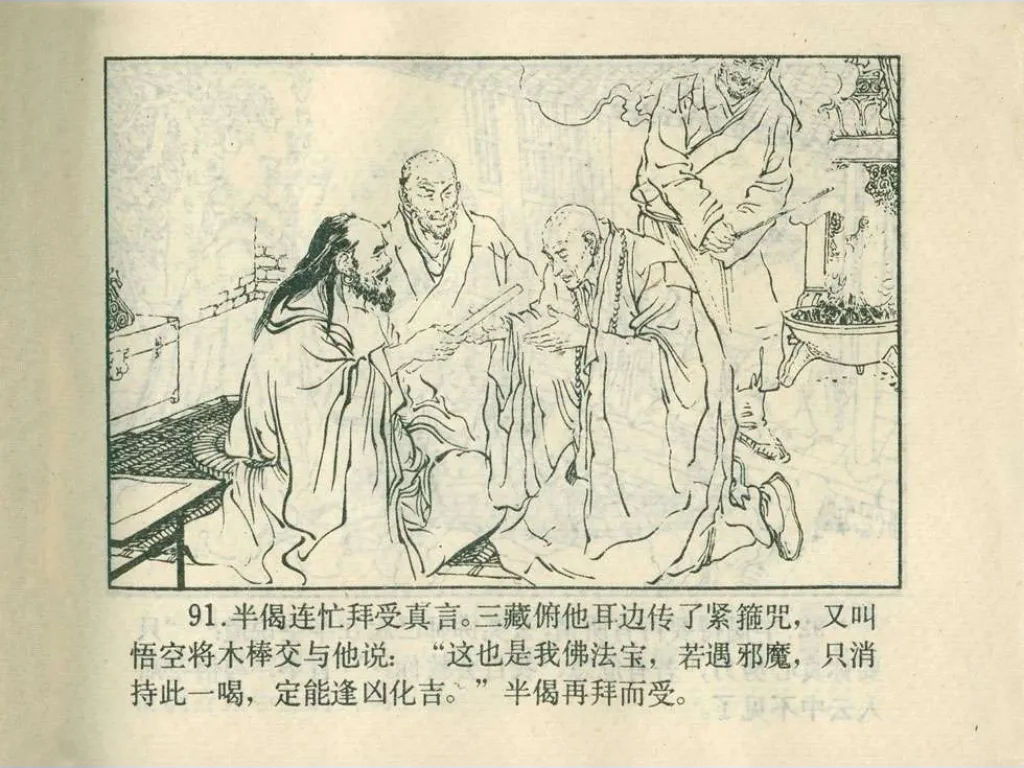 91.半偈连忙拜受真言。三藏俯他耳边传了紧箍咒，又叫
悟空将木棒交与他说：“这也是我佛法宝，若遇邪魔，只消
持此一喝，定能逢凶化吉。”半偈再拜而受。